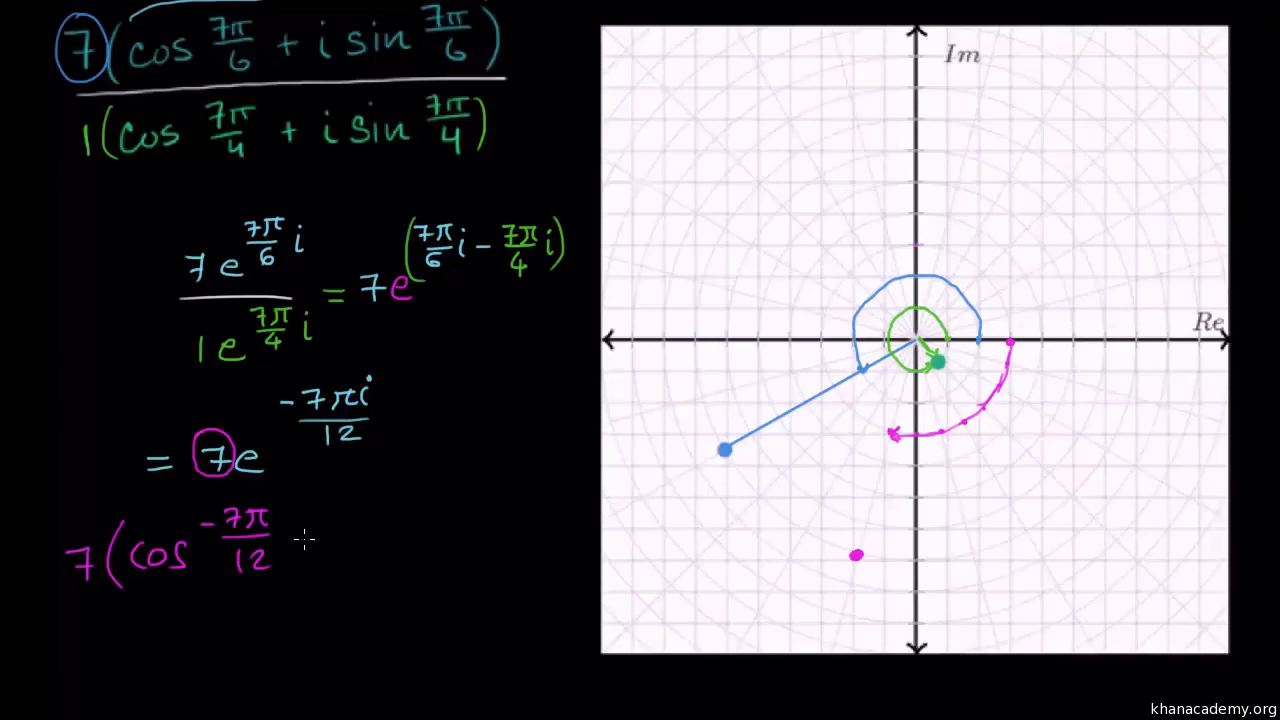 7(cos 7π/6 + i sin 7π/6)
1(cos 7π/4 + i sin 7π/4)
7e^(7π/6 i) / 1e^(7π/4 i) = 7e^(7π/6 i - 7π/4 i)
= 7e^(-7πi/12)
7(cos -7π/12
Im
Re
khanacademy.org